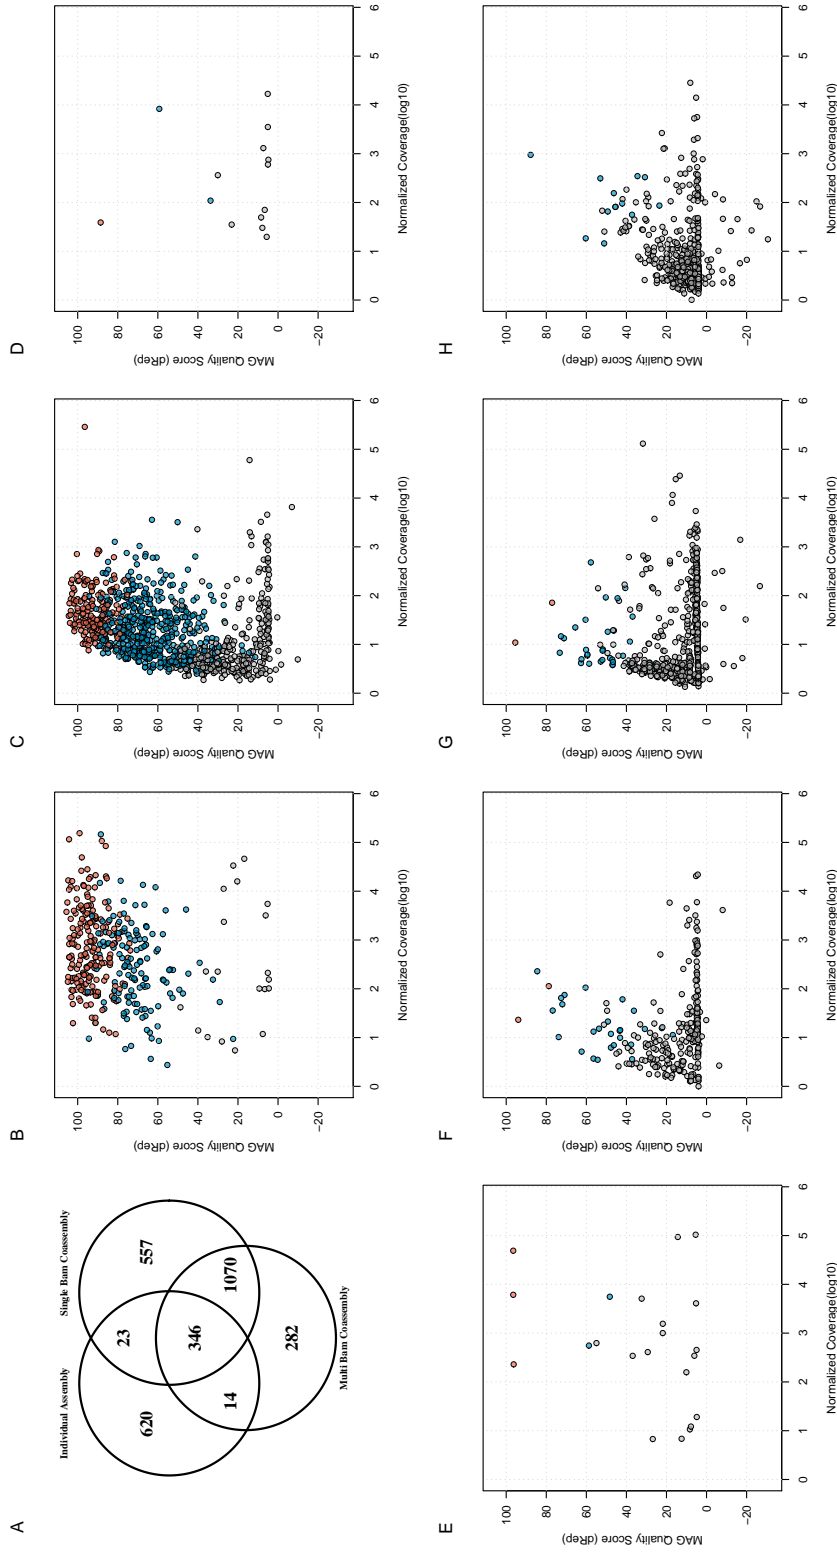 A
Individual Assembly
Single Bam Coassembly
620
23
557
346
14
1070
282
Multi Bam Coassembly
B
MAG Quality Score (dRep)
100
80
60
40
20
0
−20
0 1 2 3 4 5 6
Normalized Coverage(log10)
C
MAG Quality Score (dRep)
100
80
60
40
20
0
−20
0 1 2 3 4 5 6
Normalized Coverage(log10)
D
MAG Quality Score (dRep)
100
80
60
40
20
0
−20
0 1 2 3 4 5 6
Normalized Coverage(log10)
E
MAG Quality Score (dRep)
100
80
60
40
20
0
−20
0 1 2 3 4 5 6
Normalized Coverage(log10)
F
MAG Quality Score (dRep)
100
80
60
40
20
0
−20
0 1 2 3 4 5 6
Normalized Coverage(log10)
G
MAG Quality Score (dRep)
100
80
60
40
20
0
−20
0 1 2 3 4 5 6
Normalized Coverage(log10)
H
MAG Quality Score (dRep)
100
80
60
40
20
0
−20
0 1 2 3 4 5 6
Normalized Coverage(log10)